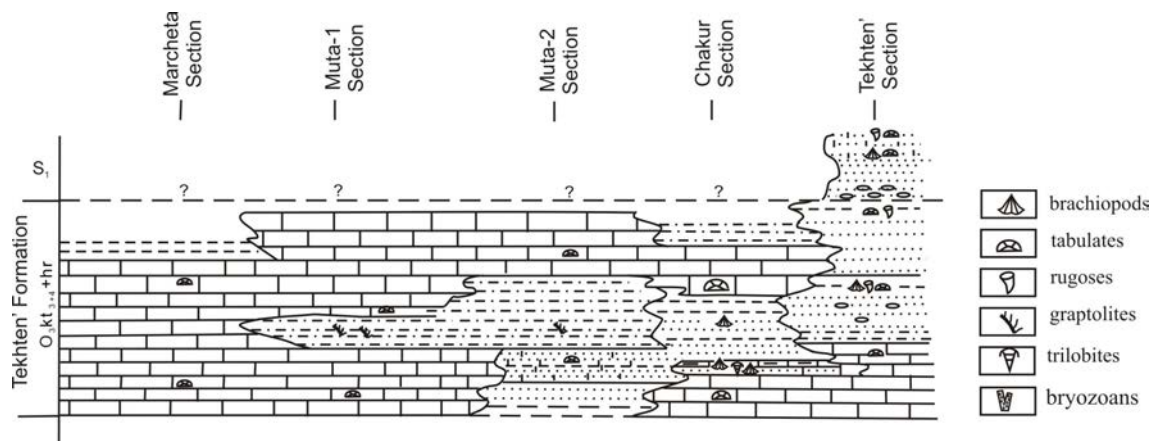 Marcheta
Section
Muta-1
Section
Muta-2
Section
Chakur
Section
Tekhten'
Section
S₁
?
?
?
?
Tekhten' Formation
O₃kt₃₊₄+hr
brachiopods
tabulates
rugoses
graptolites
trilobites
bryozoans